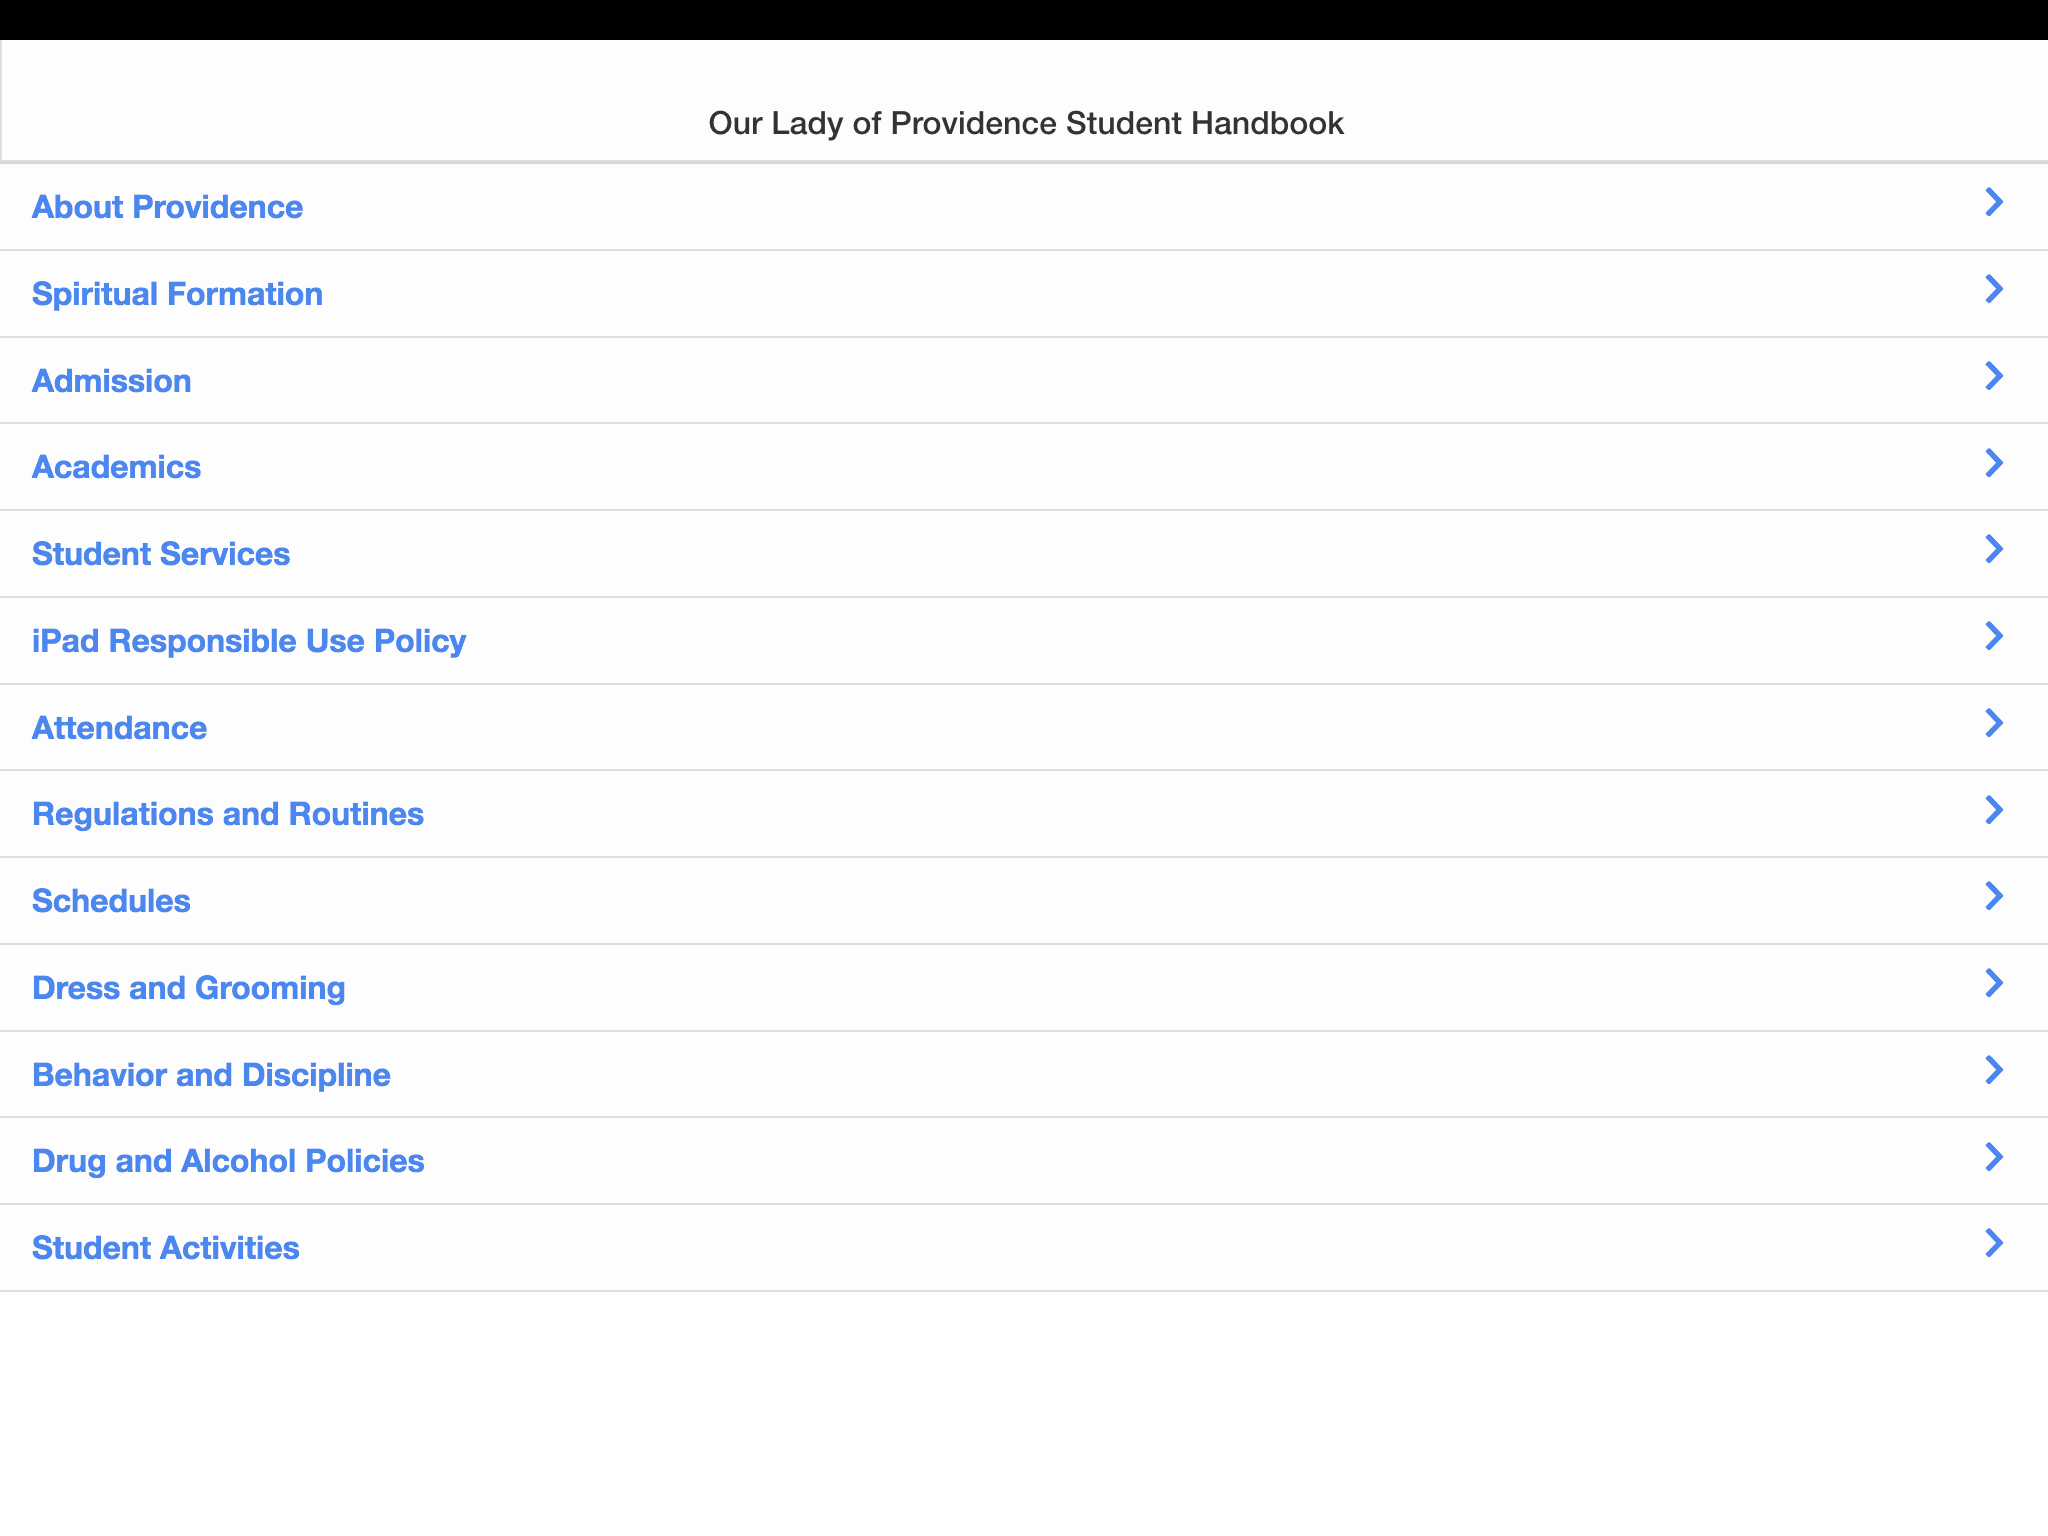 Our Lady of Providence Student Handbook
About Providence
Spiritual Formation
Admission
Academics
Student Services
iPad Responsible Use Policy
Attendance
Regulations and Routines
Schedules
Dress and Grooming
Behavior and Discipline
Drug and Alcohol Policies
Student Activities